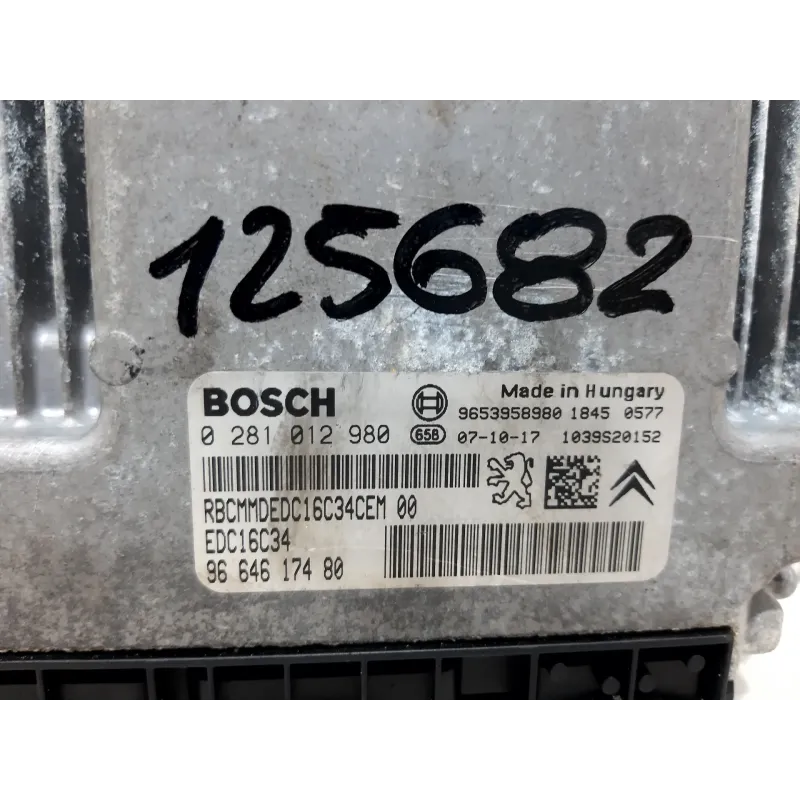 125682
BOSCH
Made in Hungary
9653958980 1845 0577
0 281 012 980 658 07-10-17 1039S20152
RBCMMDEDC16C34CEM 00
EDC16C34
96 646 174 80